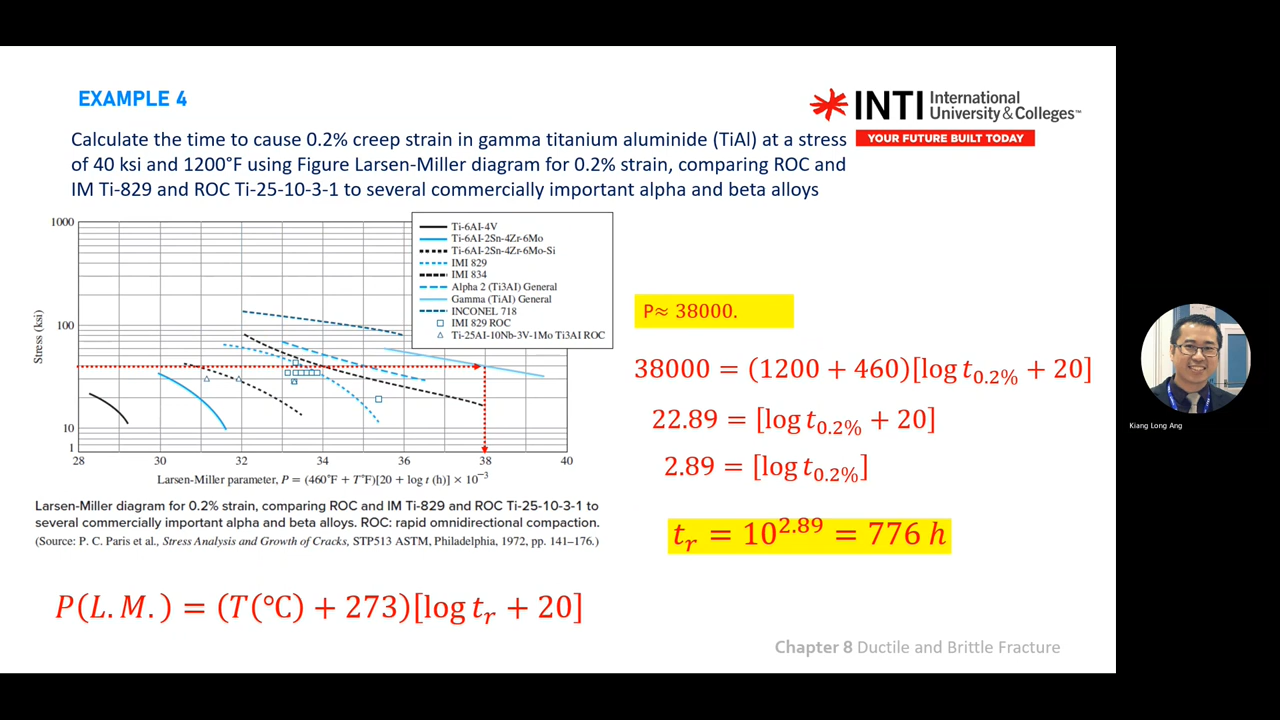 EXAMPLE 4
INTI International University & Colleges™
YOUR FUTURE BUILT TODAY
Calculate the time to cause 0.2% creep strain in gamma titanium aluminide (TiAl) at a stress
of 40 ksi and 1200°F using Figure Larsen-Miller diagram for 0.2% strain, comparing ROC and
IM Ti-829 and ROC Ti-25-10-3-1 to several commercially important alpha and beta alloys
1000
100
10
1
Stress (ksi)
Ti-6Al-4V
Ti-6Al-2Sn-4Zr-6Mo
Ti-6Al-2Sn-4Zr-6Mo-Si
IMI 829
IMI 834
Alpha 2 (Ti3Al) General
Gamma (TiAl) General
INCONEL 718
IMI 829 ROC
Ti-25Al-10Nb-3V-1Mo Ti3Al ROC
28 30 32 34 36 38 40
Larsen-Miller parameter, P = (460°F + T°F)[20 + log t (h)] × 10⁻³
Larsen-Miller diagram for 0.2% strain, comparing ROC and IM Ti-829 and ROC Ti-25-10-3-1 to
several commercially important alpha and beta alloys. ROC: rapid omnidirectional compaction.
(Source: P. C. Paris et al., Stress Analysis and Growth of Cracks, STP513 ASTM, Philadelphia, 1972, pp. 141–176.)
P≈ 38000.
38000 = (1200 + 460)[log t₀.₂% + 20]
22.89 = [log t₀.₂% + 20]
2.89 = [log t₀.₂%]
tᵣ = 10²·⁸⁹ = 776 h
P(L.M.) = (T(℃) + 273)[log tᵣ + 20]
Chapter 8 Ductile and Brittle Fracture
Kiang Long Ang